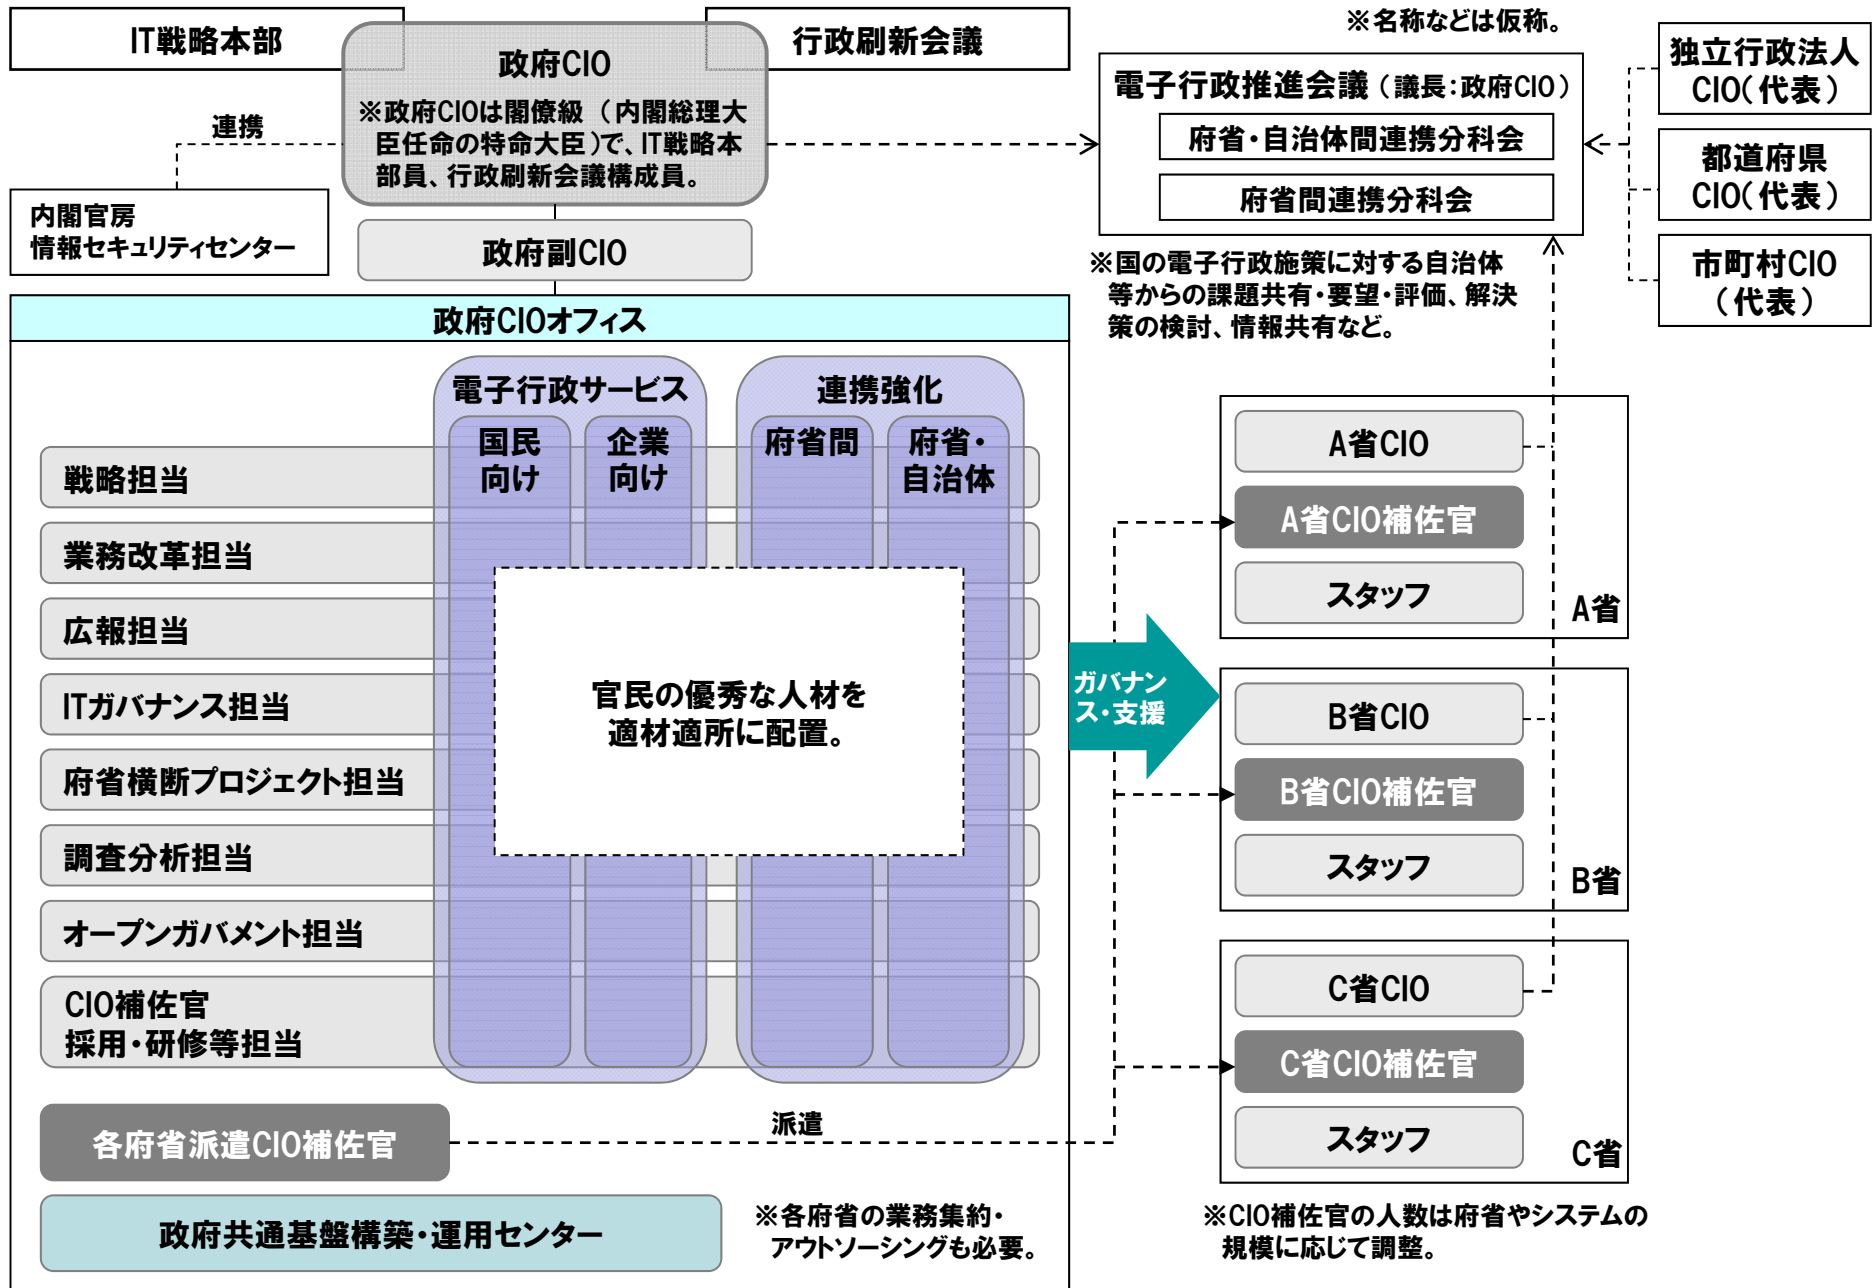 IT戦略本部
行政刷新会議
政府CIO
※政府CIOは閣僚級（内閣総理大
臣任命の特命大臣）で、IT戦略本
部員、行政刷新会議構成員。
連携
内閣官房
情報セキュリティセンター
政府副CIO
※名称などは仮称。
電子行政推進会議（議長：政府CIO）
府省・自治体間連携分科会
府省間連携分科会
※国の電子行政施策に対する自治体
等からの課題共有・要望・評価、解決
策の検討、情報共有など。
独立行政法人
CIO（代表）
都道府県
CIO（代表）
市町村CIO
（代表）
政府CIOオフィス
電子行政サービス
連携強化
国民
向け
企業
向け
府省間
府省・
自治体
戦略担当
業務改革担当
広報担当
ITガバナンス担当
府省横断プロジェクト担当
調査分析担当
オープンガバメント担当
CIO補佐官
採用・研修等担当
官民の優秀な人材を
適材適所に配置。
各府省派遣CIO補佐官
派遣
政府共通基盤構築・運用センター
※各府省の業務集約・
アウトソーシングも必要。
ガバナン
ス・支援
A省CIO
A省CIO補佐官
スタッフ
A省
B省CIO
B省CIO補佐官
スタッフ
B省
C省CIO
C省CIO補佐官
スタッフ
C省
※CIO補佐官の人数は府省やシステムの
規模に応じて調整。